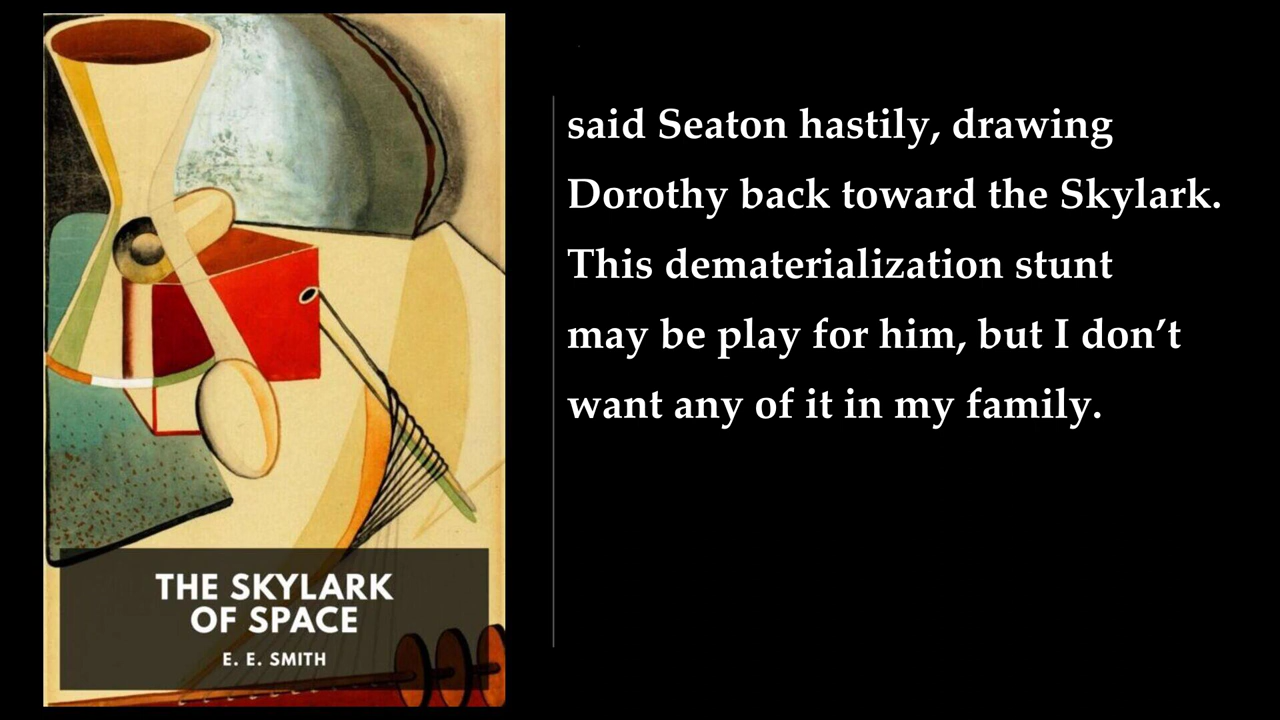 said Seaton hastily, drawing
Dorothy back toward the Skylark.
This dematerialization stunt
may be play for him, but I don’t
want any of it in my family.
THE SKYLARK
OF SPACE
E. E. SMITH